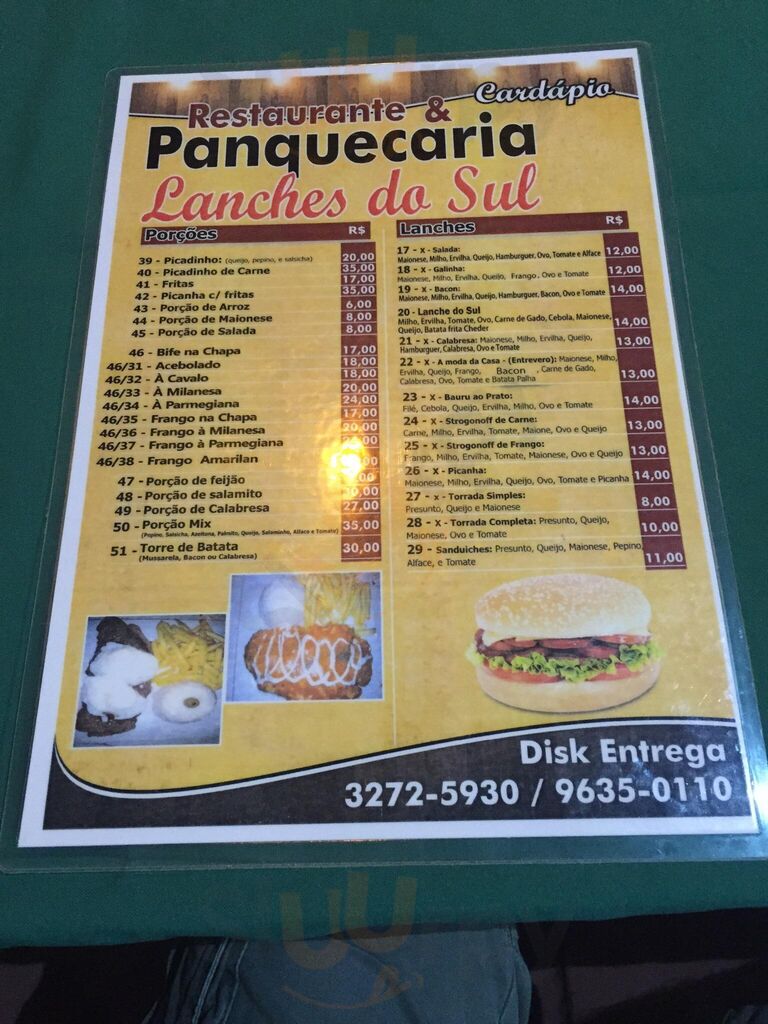 Cardápio
Restaurante &
Panquecaria
Lanches do Sul
Porções R$
39 - Picadinho: (queijo, pepino, e salsicha) 20,00
40 - Picadinho de Carne 35,00
41 - Fritas 17,00
42 - Picanha c/ fritas 35,00
43 - Porção de Arroz 6,00
44 - Porção de Maionese 8,00
45 - Porção de Salada 8,00
46 - Bife na Chapa 17,00
46/31 - Acebolado 18,00
46/32 - À Cavalo 18,00
46/33 - À Milanesa 20,00
46/34 - À Parmegiana 24,00
46/35 - Frango na Chapa 17,00
46/36 - Frango à Milanesa 20,00
46/37 - Frango à Parmegiana
46/38 - Frango Amarilan
47 - Porção de feijão
48 - Porção de salamito
49 - Porção de Calabresa 27,00
50 - Porção Mix 35,00
(Pepino, Salsicha, Azeitona, Palmito, Queijo, Salaminho, Alface e Tomate)
51 - Torre de Batata 30,00
(Mussarela, Bacon ou Calabresa)
Lanches R$
17 - x - Salada: 12,00
Maionese, Milho, Ervilha, Queijo, Hamburguer, Ovo, Tomate e Alface
18 - x - Galinha: 12,00
Maionese, Milho, Ervilha, Queijo, Frango, Ovo e Tomate
19 - x - Bacon: 14,00
Maionese, Milho, Ervilha, Queijo, Hamburguer, Bacon, Ovo e Tomate
20 - Lanche do Sul
Milho, Ervilha, Tomate, Ovo, Carne de Gado, Cebola, Maionese, 14,00
Queijo, Batata frita Cheder
21 - x - Calabresa: Maionese, Milho, Ervilha, Queijo, 13,00
Hamburguer, Calabresa, Ovo e Tomate
22 - x - A moda da Casa - (Entrevero): Maionese, Milho,
Ervilha, Queijo, Frango, Bacon , Carne de Gado, 13,00
Calabresa, Ovo, Tomate e Batata Palha
23 - x - Bauru ao Prato: 14,00
Filé, Cebola, Queijo, Ervilha, Milho, Ovo e Tomate
24 - x - Strogonoff de Carne: 13,00
Carne, Milho, Ervilha, Tomate, Maione, Ovo e Queijo
25 - x - Strogonoff de Frango: 13,00
Frango, Milho, Ervilha, Tomate, Maionese, Ovo e Queijo
26 - x - Picanha: 14,00
Maionese, Milho, Ervilha, Queijo, Ovo, Tomate e Picanha
27 - x - Torrada Simples: 8,00
Presunto, Queijo e Maionese
28 - x - Torrada Completa: Presunto, Queijo, 10,00
Maionese, Ovo e Tomate
29 - Sanduiches: Presunto, Queijo, Maionese, Pepino, 11,00
Alface, e Tomate
Disk Entrega
3272-5930 / 9635-0110